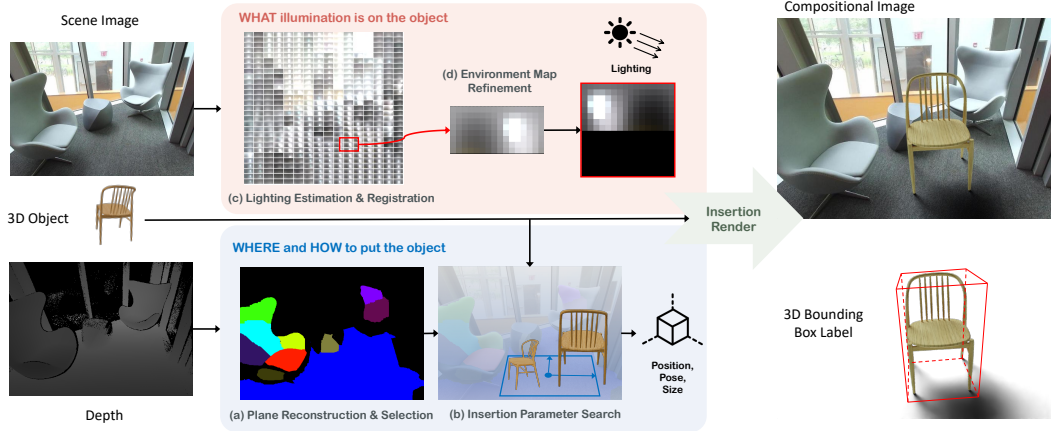 Scene Image
WHAT illumination is on the object
Compositional Image
(d) Environment Map
Refinement
Lighting
(c) Lighting Estimation & Registration
3D Object
Insertion
Render
WHERE and HOW to put the object
3D Bounding
Box Label
Position,
Pose,
Size
Depth
(a) Plane Reconstruction & Selection
(b) Insertion Parameter Search